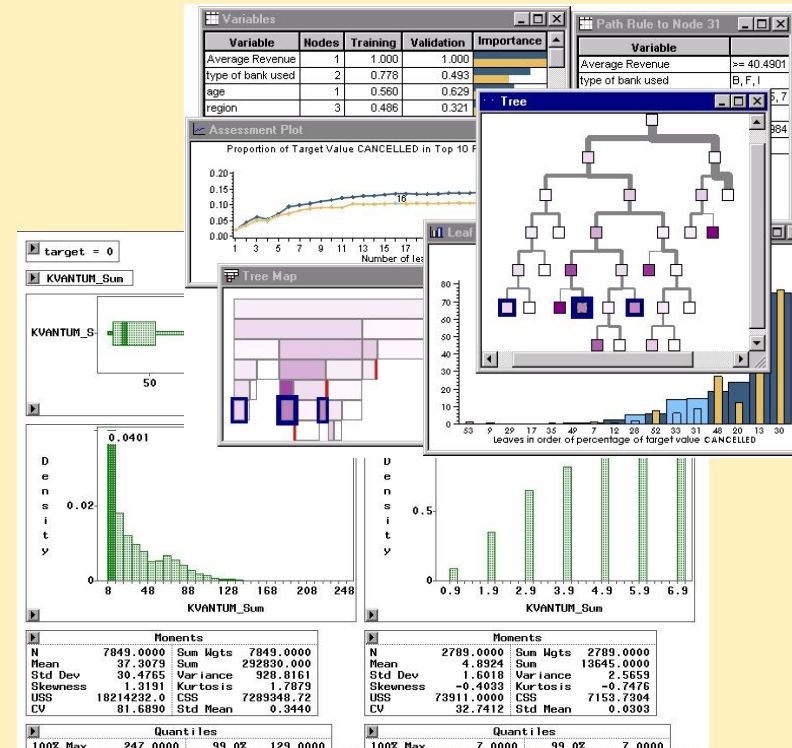 Variables
Variable Nodes Training Validation Importance
Average Revenue 1 1.000 1.000
type of bank used 2 0.778 0.493
age 1 0.560 0.629
region 3 0.486 0.321
Path Rule to Node 31
Variable
Average Revenue >= 40.4901
type of bank used B, F, I
5, 7
984
Tree
Assessment Plot
Proportion of Target Value CANCELLED in Top 10
0.20
0.15
0.10
0.05
0.00
16
1 3 5 7 9 11 13 15 17
Number of lea
Leaf
80
70
60
50
40
30
20
10
0
53 9 29 17 35 49 7 12 28 52 33 31 48 20 13 30
Leaves in order of percentage of target value CANCELLED
Tree Map
target = 0
KVANTUM_Sum
KVANTUM_S
50
0.0401
Density
0.02
0
8 48 88 128 168 208 248
KVANTUM_Sum
Density
0.5
0
0.9 1.9 2.9 3.9 4.9 5.9 6.9
KVANTUM_Sum
Moments
N 7849.0000 Sum Wgts 7849.0000
Mean 37.3079 Sum 292830.000
Std Dev 30.4765 Variance 928.8161
Skewness 1.3191 Kurtosis 1.7879
USS 18214232.0 CSS 7289348.72
CV 81.6890 Std Mean 0.3440
Moments
N 2789.0000 Sum Wgts 2789.0000
Mean 4.8924 Sum 13645.0000
Std Dev 1.6018 Variance 2.5659
Skewness -0.4033 Kurtosis -0.7476
USS 73911.0000 CSS 7153.7304
CV 32.7412 Std Mean 0.0303
Quantiles
100% Max 247.0000 99.0% 129.0000
Quantiles
100% Max 7.0000 99.0% 7.0000